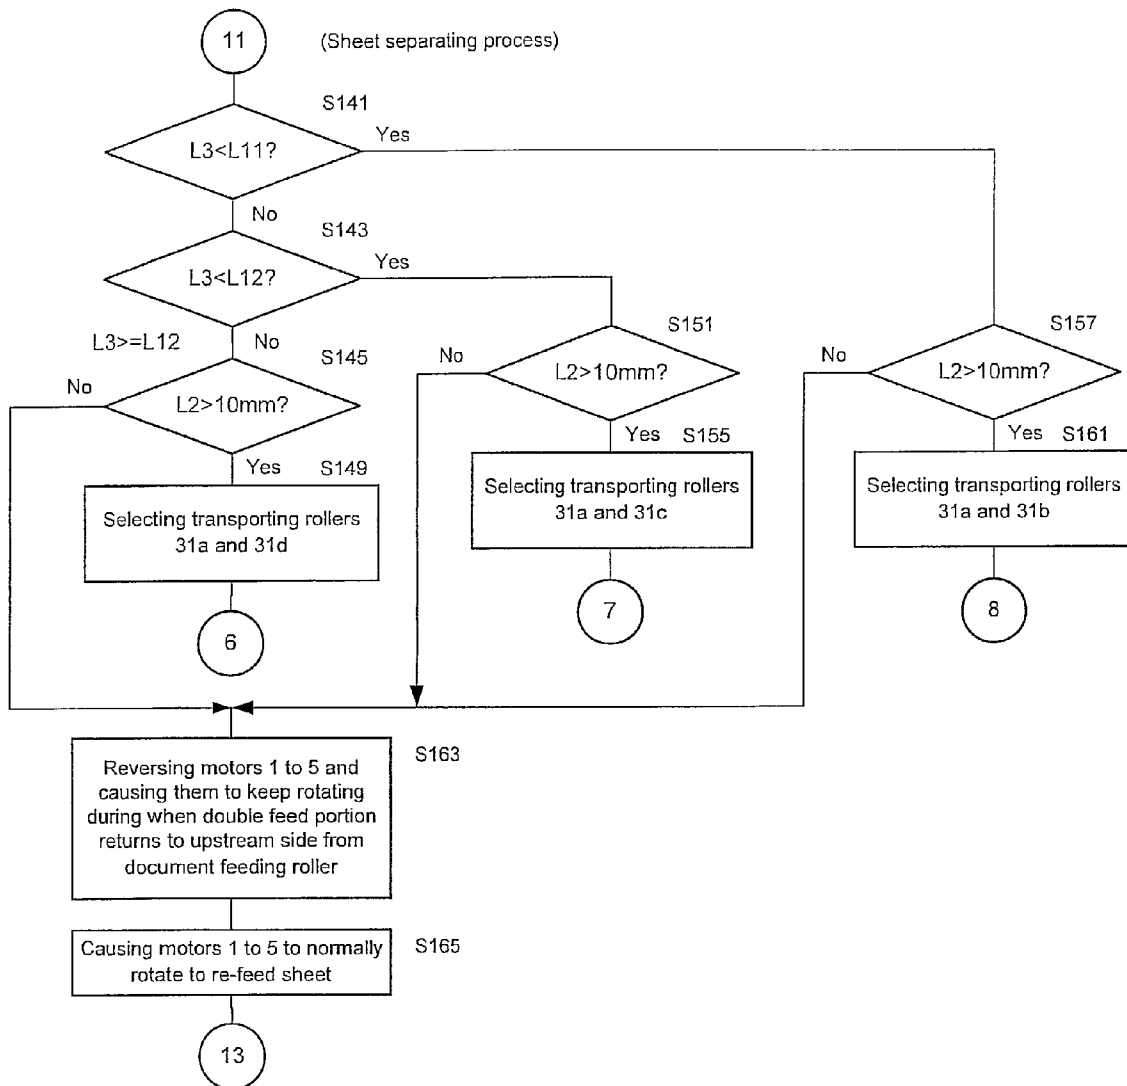 11
(Sheet separating process)
S141
L3<L11?
Yes
No
S143
L3<L12?
Yes
L3>=L12
No
S145
No
L2>10mm?
Yes
S149
Selecting transporting rollers
31a and 31d
6
S151
No
L2>10mm?
Yes
S155
Selecting transporting rollers
31a and 31c
7
S157
No
L2>10mm?
Yes
S161
Selecting transporting rollers
31a and 31b
8
S163
Reversing motors 1 to 5 and
causing them to keep rotating
during when double feed portion
returns to upstream side from
document feeding roller
S165
Causing motors 1 to 5 to normally
rotate to re-feed sheet
13